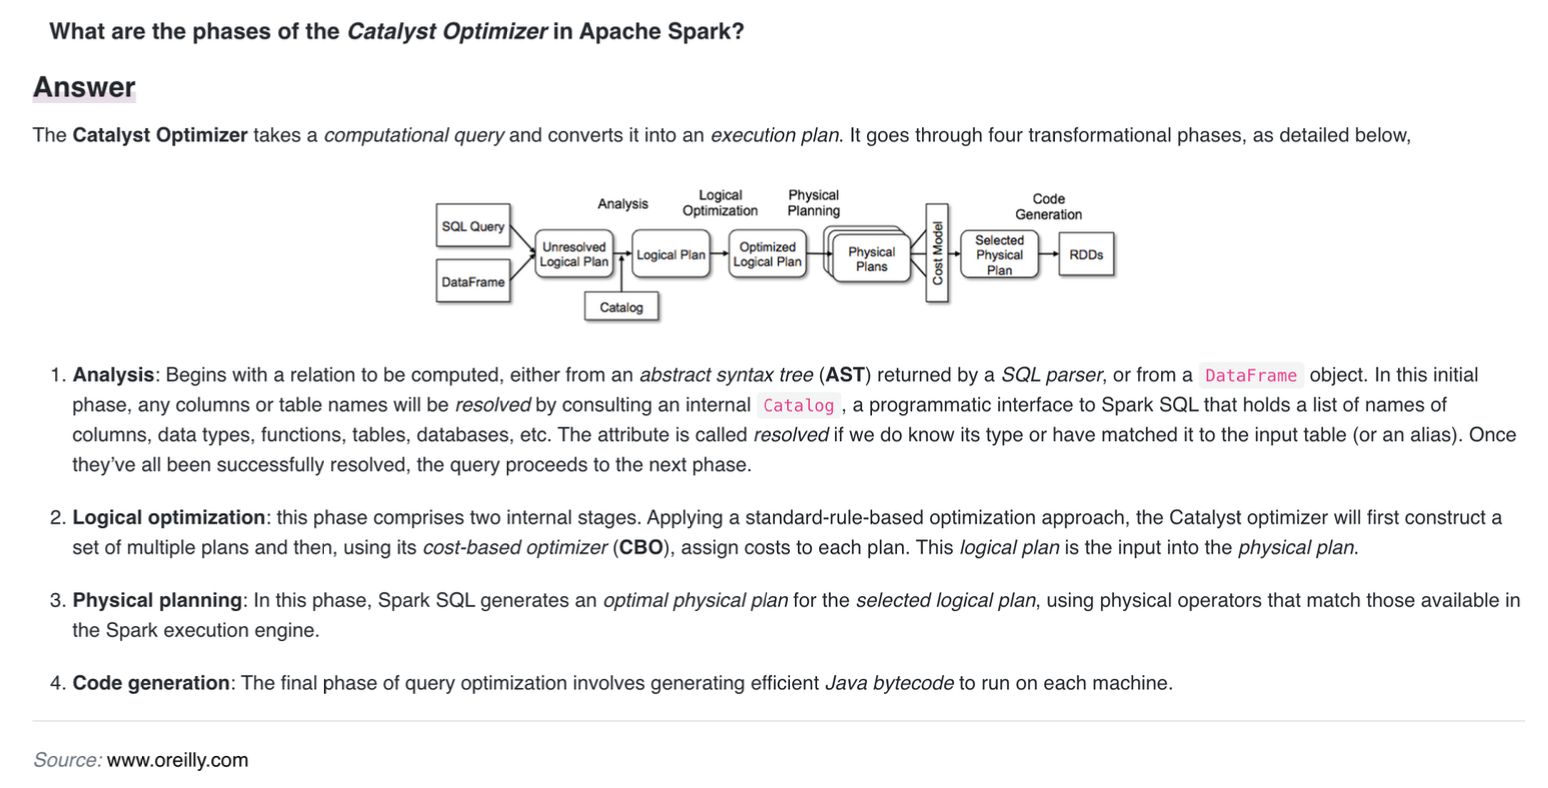 What are the phases of the Catalyst Optimizer in Apache Spark?
Answer
The Catalyst Optimizer takes a computational query and converts it into an execution plan. It goes through four transformational phases, as detailed below,
SQL Query
DataFrame
Unresolved
Logical Plan
Catalog
Analysis
Logical Plan
Logical
Optimization
Optimized
Logical Plan
Physical
Planning
Physical
Plans
Cost Model
Selected
Physical
Plan
Code
Generation
RDDs
1. Analysis: Begins with a relation to be computed, either from an abstract syntax tree (AST) returned by a SQL parser, or from a DataFrame object. In this initial
phase, any columns or table names will be resolved by consulting an internal Catalog , a programmatic interface to Spark SQL that holds a list of names of
columns, data types, functions, tables, databases, etc. The attribute is called resolved if we do know its type or have matched it to the input table (or an alias). Once
they’ve all been successfully resolved, the query proceeds to the next phase.
2. Logical optimization: this phase comprises two internal stages. Applying a standard-rule-based optimization approach, the Catalyst optimizer will first construct a
set of multiple plans and then, using its cost-based optimizer (CBO), assign costs to each plan. This logical plan is the input into the physical plan.
3. Physical planning: In this phase, Spark SQL generates an optimal physical plan for the selected logical plan, using physical operators that match those available in
the Spark execution engine.
4. Code generation: The final phase of query optimization involves generating efficient Java bytecode to run on each machine.
Source: www.oreilly.com